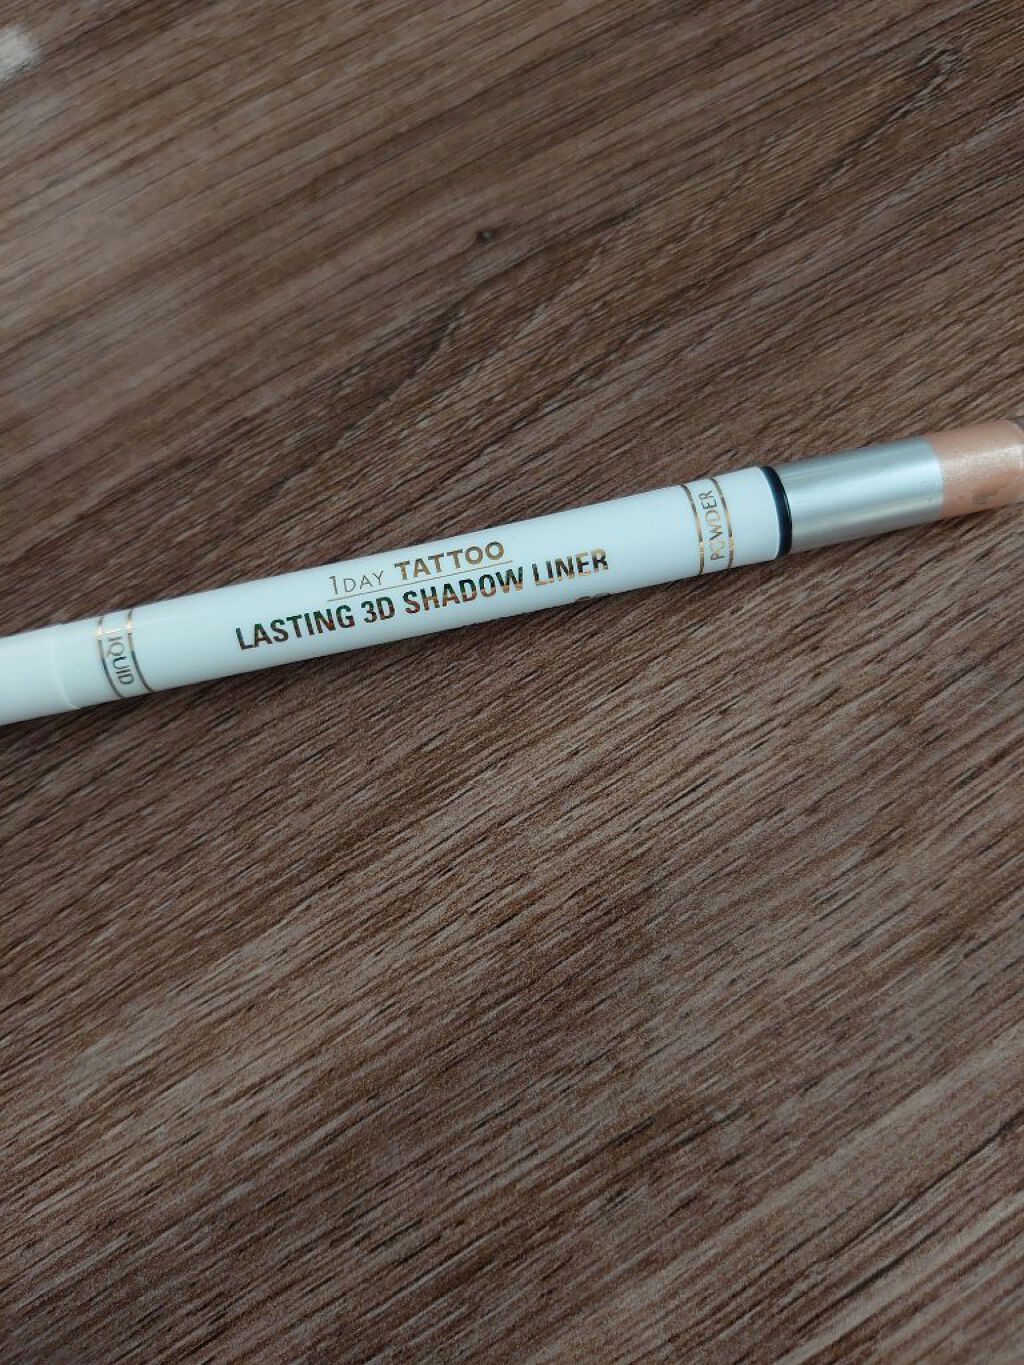 1DAY TATTOO
LASTING 3D SHADOW LINER
POWDER
LIQUID